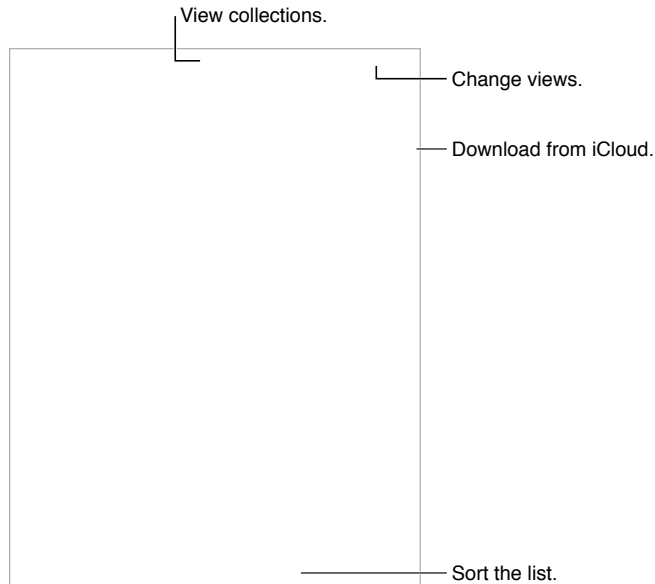 View collections.
Change views.
Download from iCloud.
Sort the list.